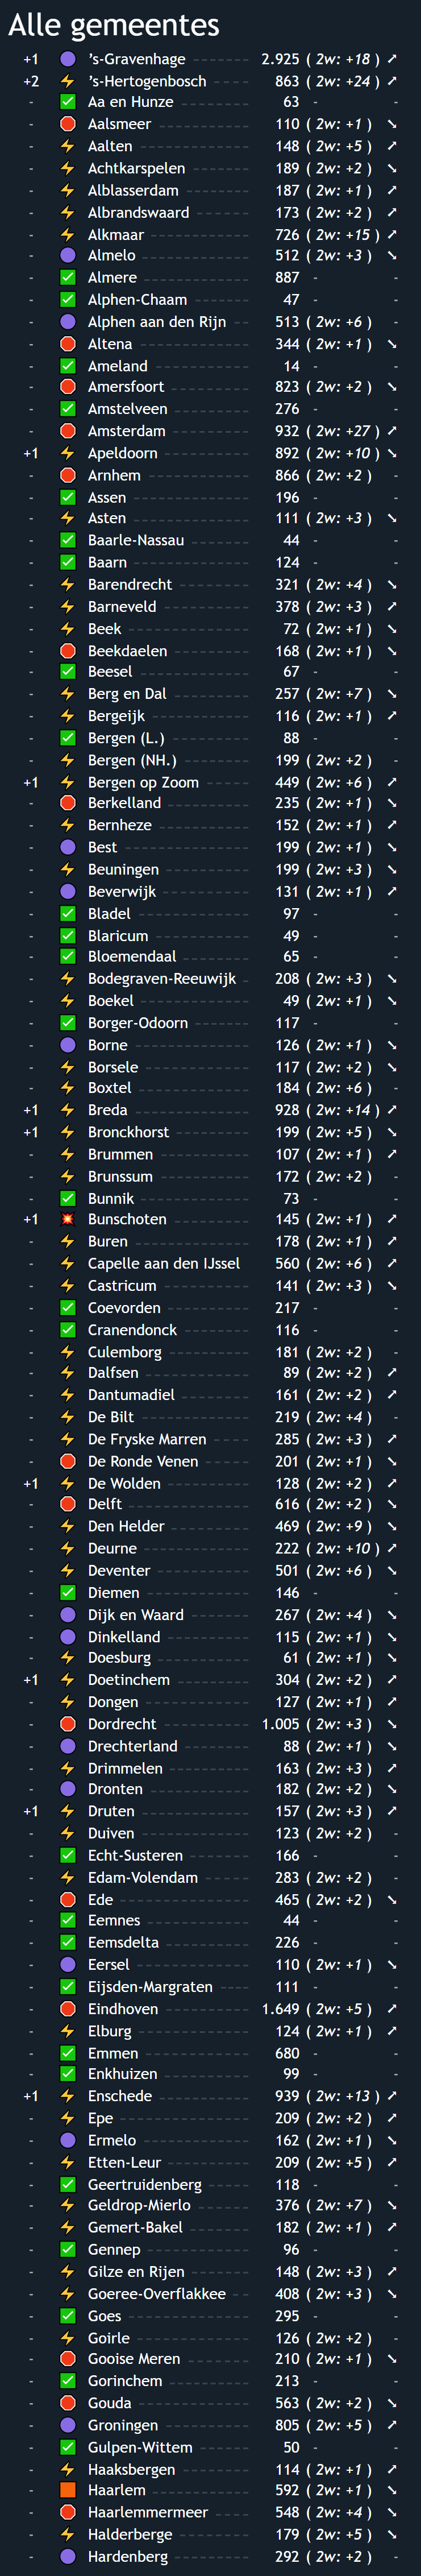 Alle gemeentes
+1 ’s-Gravenhage 2.925 ( 2w: +18 ) ➚
+2 ’s-Hertogenbosch 863 ( 2w: +24 ) ➚
- Aa en Hunze 63 - -
- Aalsmeer 110 ( 2w: +1 ) ➘
- Aalten 148 ( 2w: +5 ) ➚
- Achtkarspelen 189 ( 2w: +2 ) ➘
- Alblasserdam 187 ( 2w: +1 ) ➚
- Albrandswaard 173 ( 2w: +2 ) ➚
- Alkmaar 726 ( 2w: +15 ) ➚
- Almelo 512 ( 2w: +3 ) ➘
- Almere 887 - -
- Alphen-Chaam 47 - -
- Alphen aan den Rijn 513 ( 2w: +6 ) -
- Altena 344 ( 2w: +1 ) ➘
- Ameland 14 - -
- Amersfoort 823 ( 2w: +2 ) ➘
- Amstelveen 276 - -
- Amsterdam 932 ( 2w: +27 ) ➚
+1 Apeldoorn 892 ( 2w: +10 ) ➘
- Arnhem 866 ( 2w: +2 ) -
- Assen 196 - -
- Asten 111 ( 2w: +3 ) ➘
- Baarle-Nassau 44 - -
- Baarn 124 - -
- Barendrecht 321 ( 2w: +4 ) ➘
- Barneveld 378 ( 2w: +3 ) ➚
- Beek 72 ( 2w: +1 ) ➘
- Beekdaelen 168 ( 2w: +1 ) ➘
- Beesel 67 - -
- Berg en Dal 257 ( 2w: +7 ) ➘
- Bergeijk 116 ( 2w: +1 ) ➚
- Bergen (L.) 88 - -
- Bergen (NH.) 199 ( 2w: +2 ) -
+1 Bergen op Zoom 449 ( 2w: +6 ) ➚
- Berkelland 235 ( 2w: +1 ) ➘
- Bernheze 152 ( 2w: +1 ) ➚
- Best 199 ( 2w: +1 ) ➘
- Beuningen 199 ( 2w: +3 ) ➘
- Beverwijk 131 ( 2w: +1 ) ➚
- Bladel 97 - -
- Blaricum 49 - -
- Bloemendaal 65 - -
- Bodegraven-Reeuwijk 208 ( 2w: +3 ) ➘
- Boekel 49 ( 2w: +1 ) ➘
- Borger-Odoorn 117 - -
- Borne 126 ( 2w: +1 ) ➘
- Borsele 117 ( 2w: +2 ) ➘
- Boxtel 184 ( 2w: +6 ) -
+1 Breda 928 ( 2w: +14 ) ➚
+1 Bronckhorst 199 ( 2w: +5 ) ➘
- Brummen 107 ( 2w: +1 ) ➚
- Brunssum 172 ( 2w: +2 ) -
- Bunnik 73 - -
+1 Bunschoten 145 ( 2w: +1 ) ➚
- Buren 178 ( 2w: +1 ) ➚
- Capelle aan den IJssel 560 ( 2w: +6 ) ➚
- Castricum 141 ( 2w: +3 ) ➘
- Coevorden 217 - -
- Cranendonck 116 - -
- Culemborg 181 ( 2w: +2 ) -
- Dalfsen 89 ( 2w: +2 ) ➚
- Dantumadiel 161 ( 2w: +2 ) ➚
- De Bilt 219 ( 2w: +4 ) -
- De Fryske Marren 285 ( 2w: +3 ) ➚
- De Ronde Venen 201 ( 2w: +1 ) ➘
+1 De Wolden 128 ( 2w: +2 ) ➚
- Delft 616 ( 2w: +2 ) ➘
- Den Helder 469 ( 2w: +9 ) ➘
- Deurne 222 ( 2w: +10 ) ➚
- Deventer 501 ( 2w: +6 ) ➘
- Diemen 146 - -
- Dijk en Waard 267 ( 2w: +4 ) ➘
- Dinkelland 115 ( 2w: +1 ) ➘
- Doesburg 61 ( 2w: +1 ) ➘
+1 Doetinchem 304 ( 2w: +2 ) ➚
- Dongen 127 ( 2w: +1 ) ➚
- Dordrecht 1.005 ( 2w: +3 ) ➘
- Drechterland 88 ( 2w: +1 ) ➘
- Drimmelen 163 ( 2w: +3 ) ➚
- Dronten 182 ( 2w: +2 ) ➘
+1 Druten 157 ( 2w: +3 ) ➚
- Duiven 123 ( 2w: +2 ) -
- Echt-Susteren 166 - -
- Edam-Volendam 283 ( 2w: +2 ) -
- Ede 465 ( 2w: +2 ) ➘
- Eemnes 44 - -
- Eemsdelta 226 - -
- Eersel 110 ( 2w: +1 ) ➘
- Eijsden-Margraten 111 - -
- Eindhoven 1.649 ( 2w: +5 ) ➚
- Elburg 124 ( 2w: +1 ) ➚
- Emmen 680 - -
- Enkhuizen 99 - -
+1 Enschede 939 ( 2w: +13 ) ➚
- Epe 209 ( 2w: +2 ) ➚
- Ermelo 162 ( 2w: +1 ) ➘
- Etten-Leur 209 ( 2w: +5 ) ➚
- Geertruidenberg 118 - -
- Geldrop-Mierlo 376 ( 2w: +7 ) ➘
- Gemert-Bakel 182 ( 2w: +1 ) ➚
- Gennep 96 - -
- Gilze en Rijen 148 ( 2w: +3 ) ➚
- Goeree-Overflakkee 408 ( 2w: +3 ) ➘
- Goes 295 - -
- Goirle 126 ( 2w: +2 ) -
- Gooise Meren 210 ( 2w: +1 ) ➘
- Gorinchem 213 - -
- Gouda 563 ( 2w: +2 ) ➘
- Groningen 805 ( 2w: +5 ) ➚
- Gulpen-Wittem 50 - -
- Haaksbergen 114 ( 2w: +1 ) ➚
- Haarlem 592 ( 2w: +1 ) ➘
- Haarlemmermeer 548 ( 2w: +4 ) ➘
- Halderberge 179 ( 2w: +5 ) ➘
- Hardenberg 292 ( 2w: +2 ) -